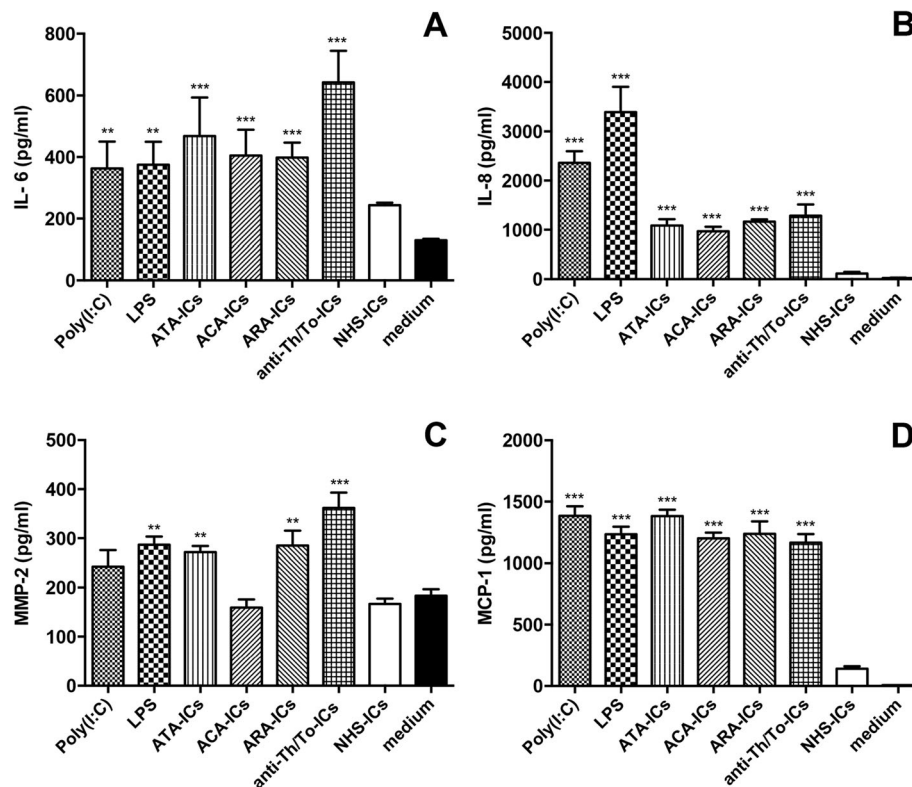 A
IL- 6 (pg/ml)
800
600
400
200
0
** ** *** *** *** ***
Poly(I:C) LPS ATA-ICs ACA-ICs ARA-ICs anti-Th/To-ICs NHS-ICs medium
B
IL-8 (pg/ml)
5000
4000
3000
2000
1000
0
*** *** *** *** *** ***
Poly(I:C) LPS ATA-ICs ACA-ICs ARA-ICs anti-Th/To-ICs NHS-ICs medium
C
MMP-2 (pg/ml)
500
400
300
200
100
0
** ** ** ***
Poly(I:C) LPS ATA-ICs ACA-ICs ARA-ICs anti-Th/To-ICs NHS-ICs medium
D
MCP-1 (pg/ml)
2000
1500
1000
500
0
*** *** *** *** *** ***
Poly(I:C) LPS ATA-ICs ACA-ICs ARA-ICs anti-Th/To-ICs NHS-ICs medium